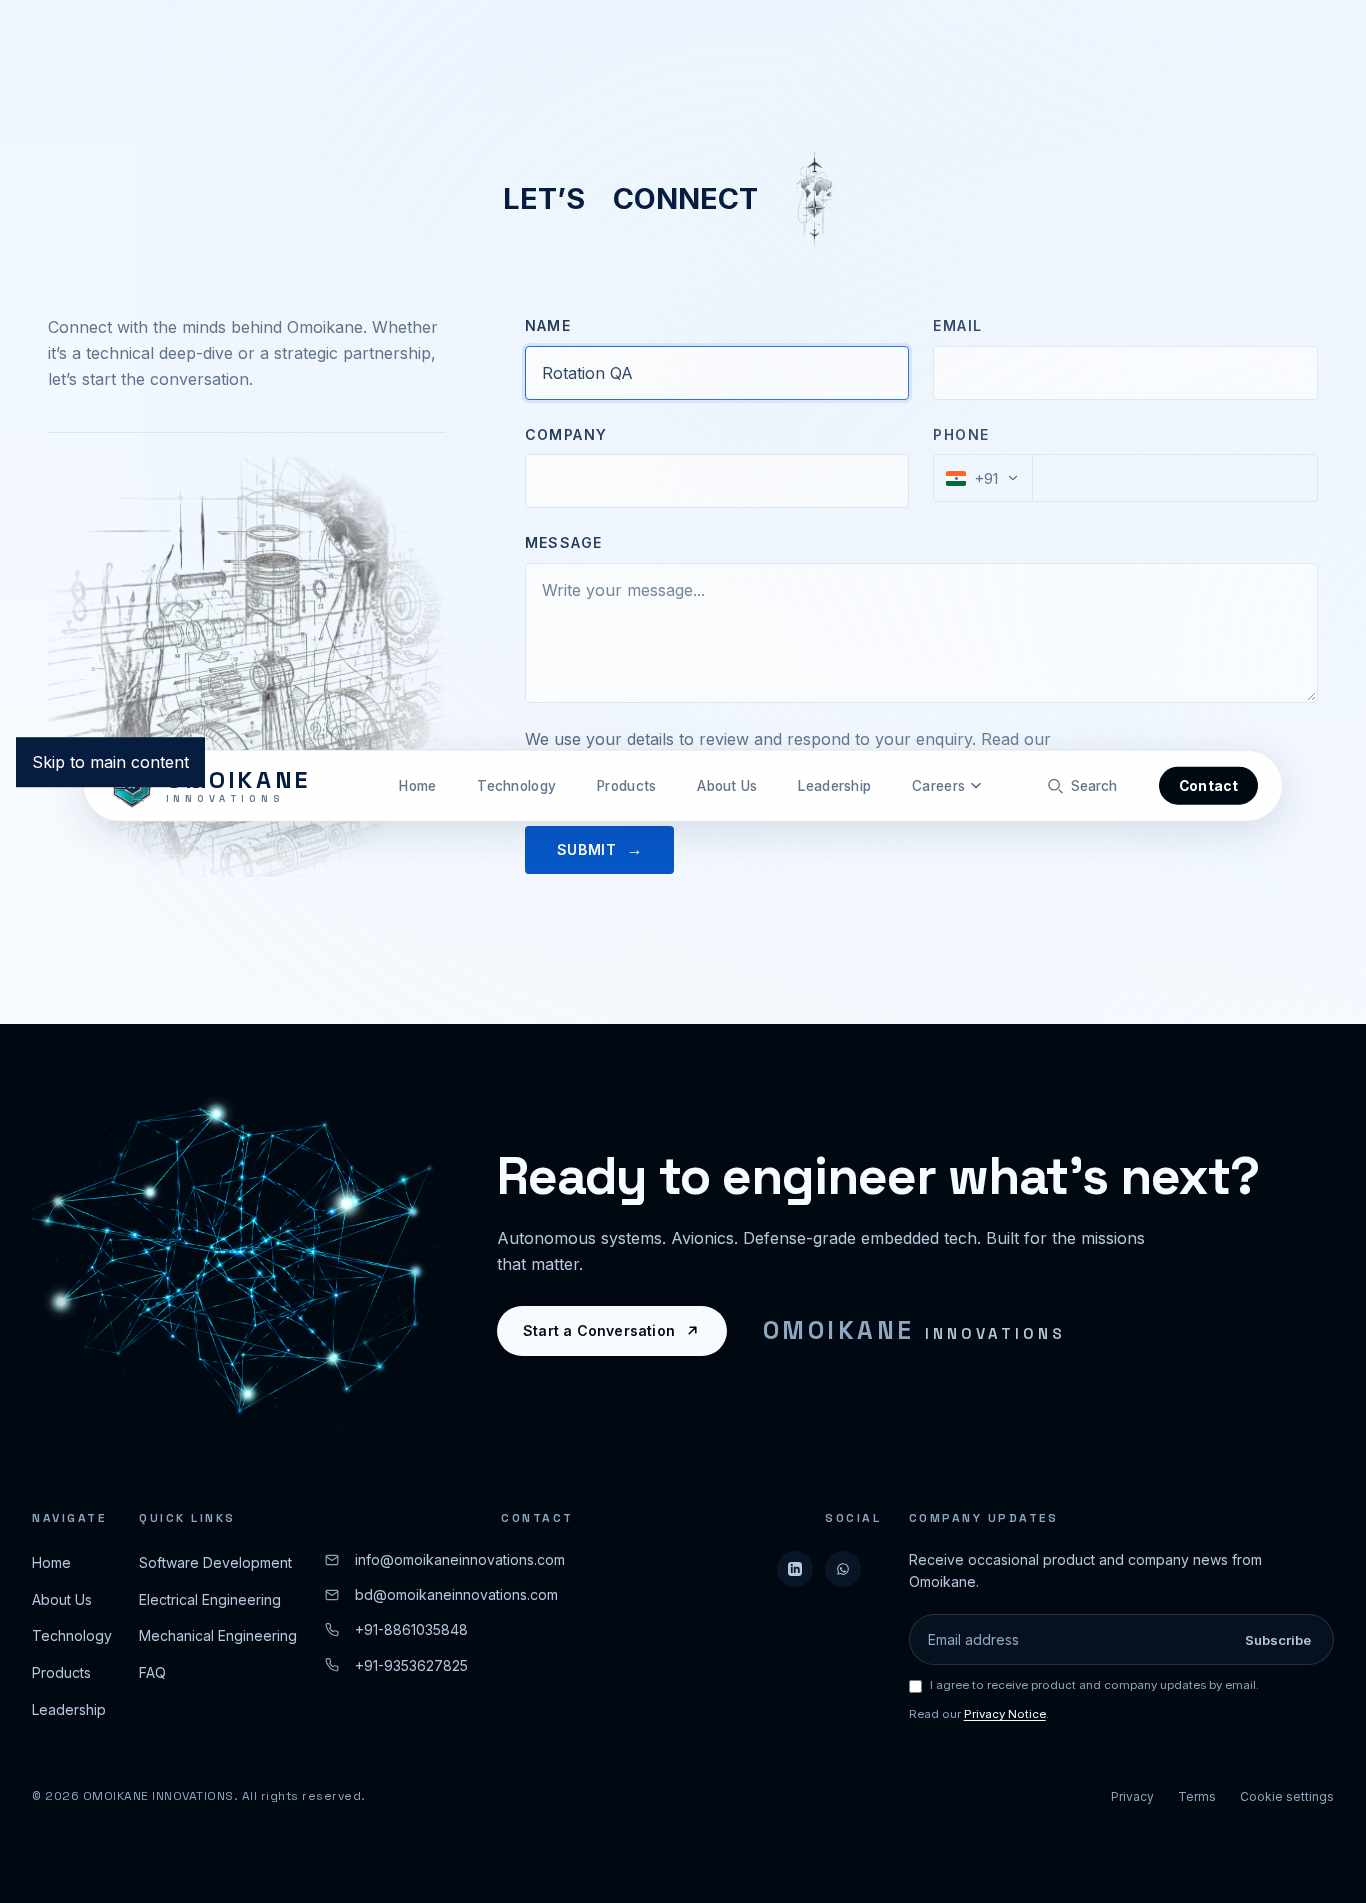 LET’S CONNECT
Connect with the minds behind Omoikane. Whether
it’s a technical deep-dive or a strategic partnership,
let’s start the conversation.
NAME
EMAIL
Rotation QA
COMPANY
PHONE
+91
MESSAGE
Write your message...
We use your details to review and respond to your enquiry. Read our
Skip to main content
OMOIKANE
INNOVATIONS
Home
Technology
Products
About Us
Leadership
Careers
Search
Contact
SUBMIT →
Ready to engineer what’s next?
Autonomous systems. Avionics. Defense-grade embedded tech. Built for the missions
that matter.
Start a Conversation
OMOIKANE INNOVATIONS
NAVIGATE
Home
About Us
Technology
Products
Leadership
QUICK LINKS
Software Development
Electrical Engineering
Mechanical Engineering
FAQ
CONTACT
info@omoikaneinnovations.com
bd@omoikaneinnovations.com
+91-8861035848
+91-9353627825
SOCIAL
COMPANY UPDATES
Receive occasional product and company news from
Omoikane.
Email address
Subscribe
I agree to receive product and company updates by email.
Read our Privacy Notice.
© 2026 OMOIKANE INNOVATIONS. All rights reserved.
Privacy
Terms
Cookie settings